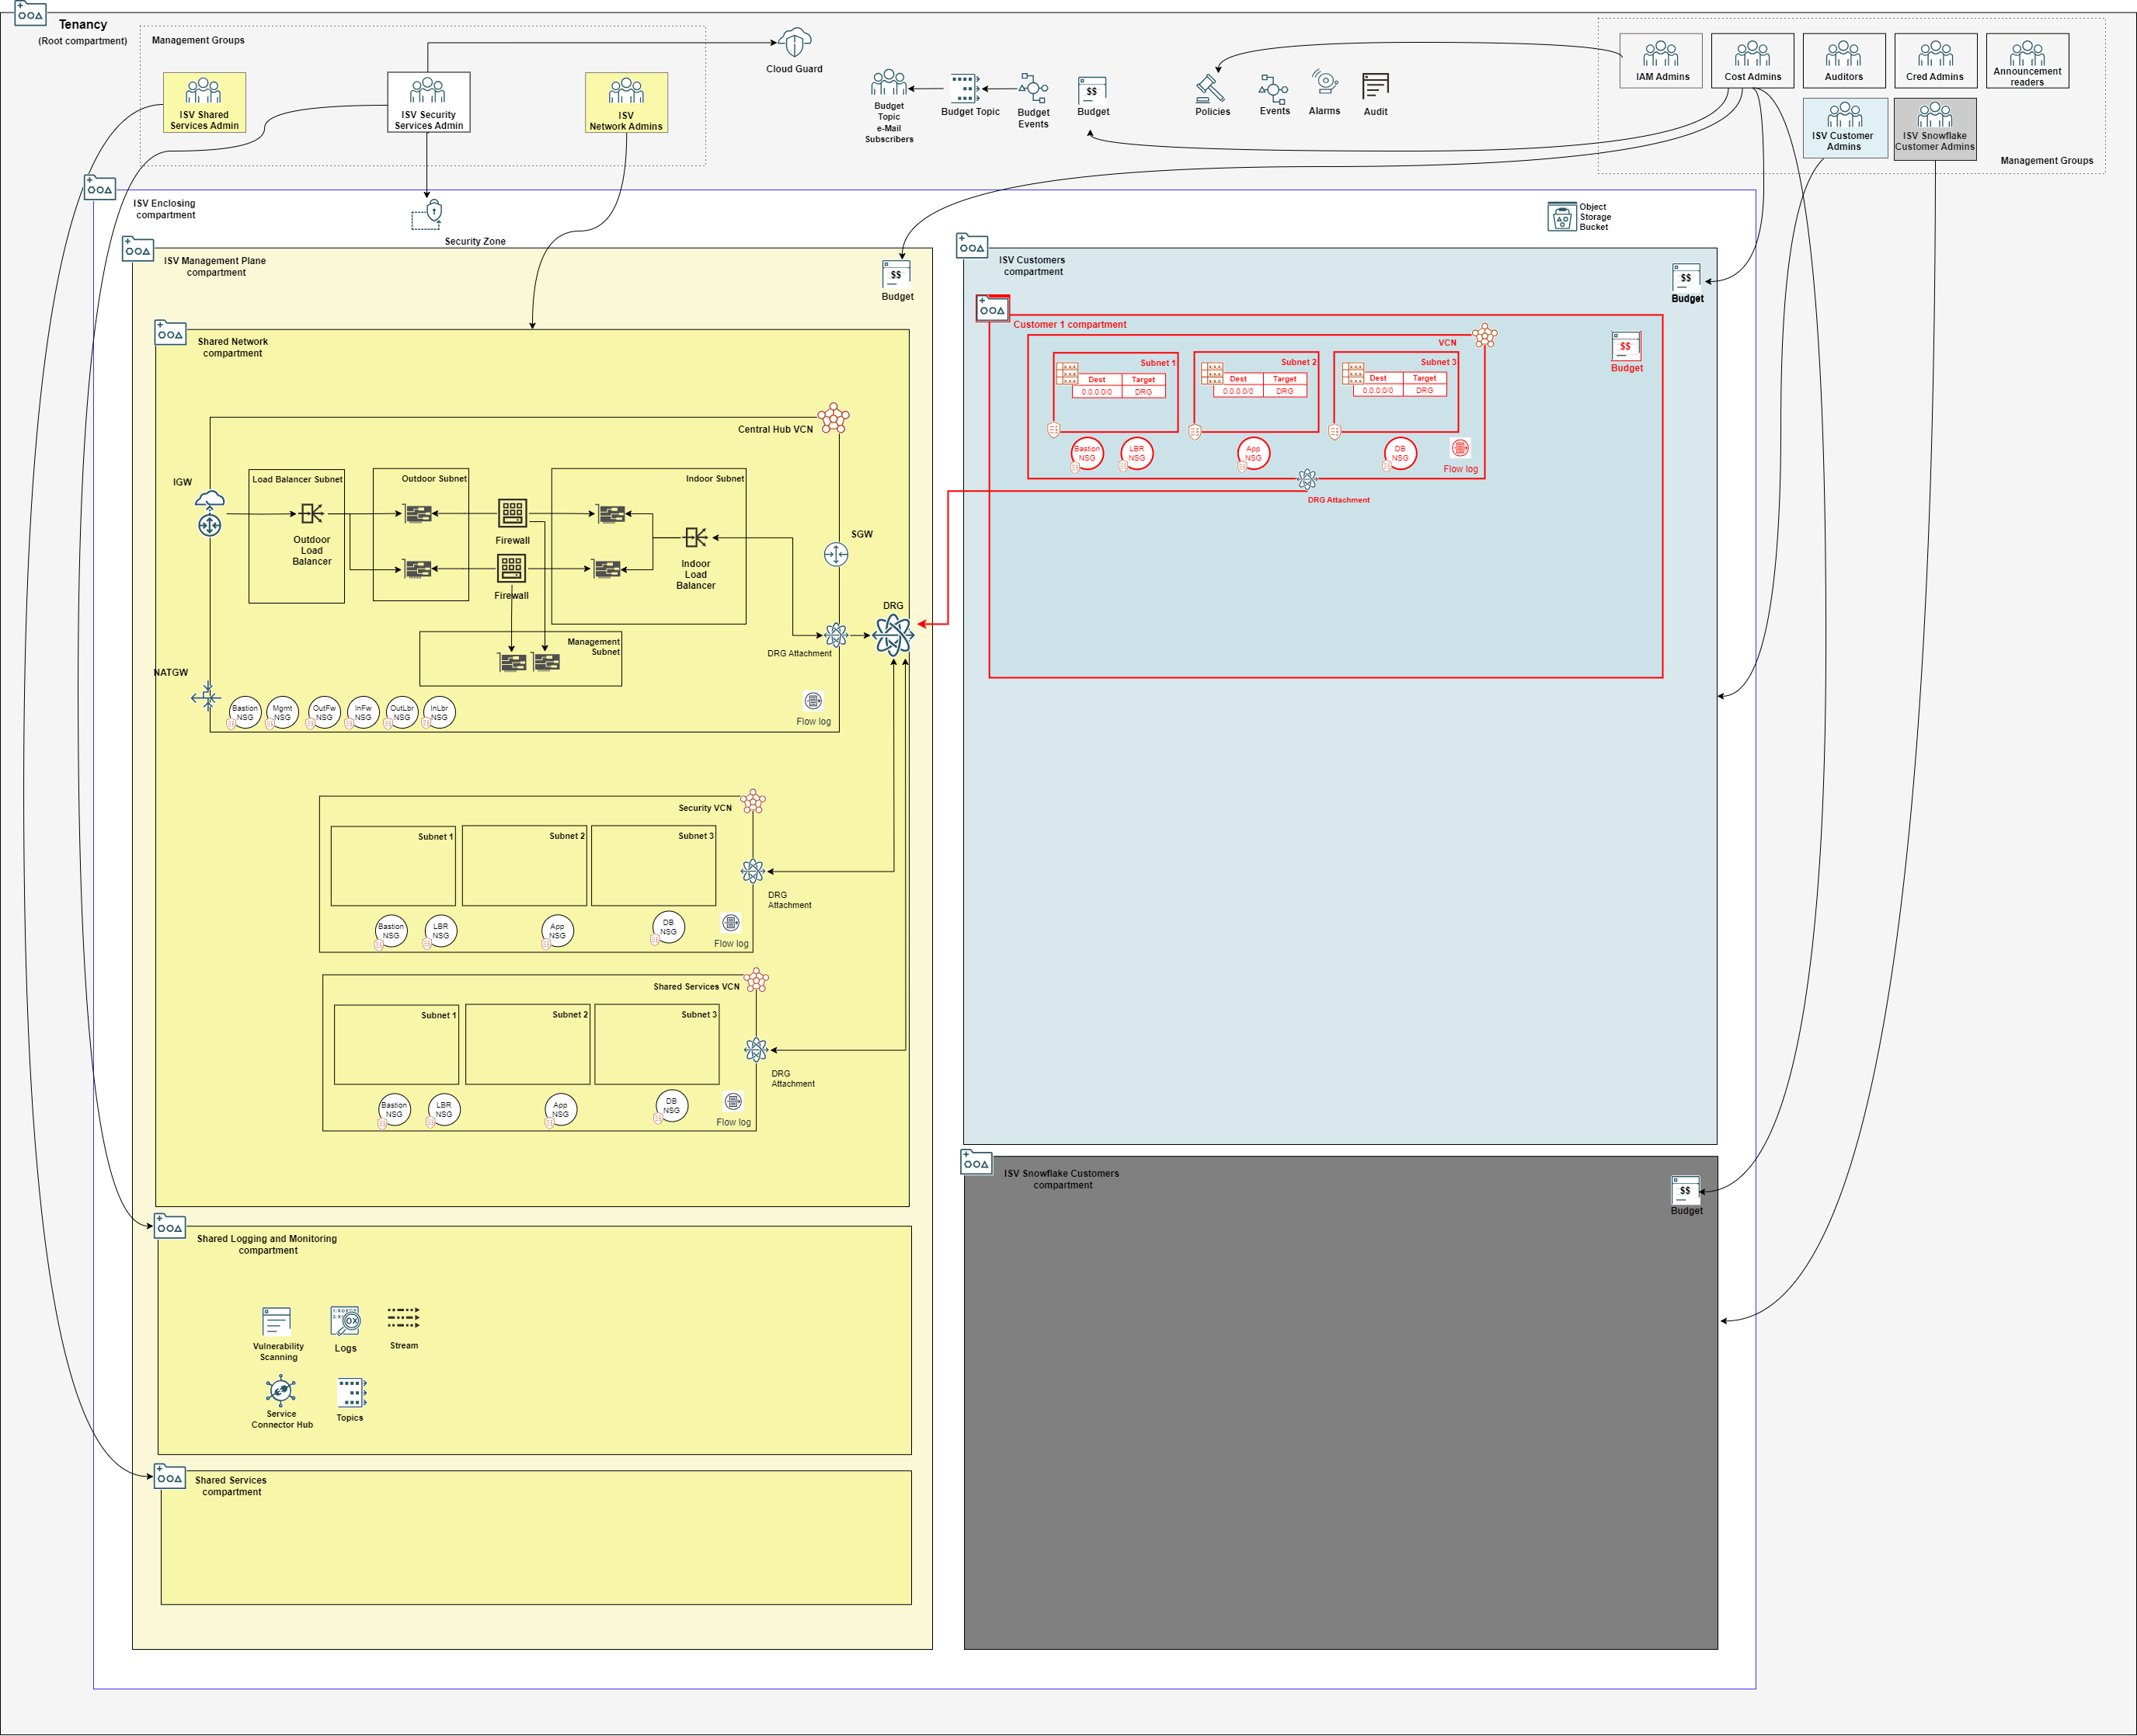 Tenancy
(Root compartment)
Management Groups
ISV Shared
Services Admin
ISV Security
Services Admin
ISV
Network Admins
Cloud Guard
Budget
Topic
e-Mail
Subscribers
Budget Topic
Budget
Events
$$
Budget
Policies
Events
Alarms
Audit
IAM Admins
Cost Admins
Auditors
Cred Admins
Announcement
readers
ISV Customer
Admins
ISV Snowflake
Customer Admins
Management Groups
ISV Enclosing
compartment
Security Zone
Object
Storage
Bucket
ISV Management Plane
compartment
$$
Budget
Shared Network
compartment
Central Hub VCN
IGW
Load Balancer Subnet
Outdoor
Load
Balancer
Outdoor Subnet
Firewall
Firewall
Indoor Subnet
Indoor
Load
Balancer
SGW
DRG
DRG Attachment
Management
Subnet
NATGW
Bastion
NSG
Mgmt
NSG
OutFw
NSG
InFw
NSG
OutLbr
NSG
InLbr
NSG
Flow log
Security VCN
Subnet 1
Subnet 2
Subnet 3
DRG
Attachment
Bastion
NSG
LBR
NSG
App
NSG
DB
NSG
Flow log
Shared Services VCN
Subnet 1
Subnet 2
Subnet 3
DRG
Attachment
Bastion
NSG
LBR
NSG
App
NSG
DB
NSG
Flow log
Shared Logging and Monitoring
compartment
Vulnerability
Scanning
Logs
Stream
Service
Connector Hub
Topics
Shared Services
compartment
ISV Customers
compartment
$$
Budget
Customer 1 compartment
$$
Budget
VCN
Subnet 1
Dest Target
0.0.0.0/0 DRG
Subnet 2
Dest Target
0.0.0.0/0 DRG
Subnet 3
Dest Target
0.0.0.0/0 DRG
Bastion
NSG
LBR
NSG
App
NSG
DB
NSG
Flow log
DRG Attachment
ISV Snowflake Customers
compartment
$$
Budget